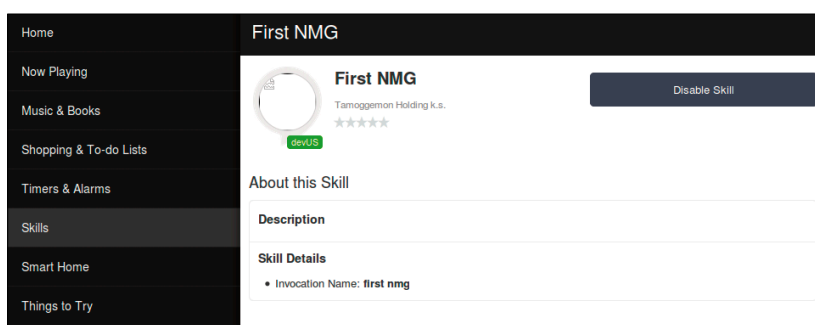 Home
Now Playing
Music & Books
Shopping & To-do Lists
Timers & Alarms
Skills
Smart Home
Things to Try
First NMG
First NMG
Tamoggemon Holding k.s.
devUS
Disable Skill
About this Skill
Description
Skill Details
• Invocation Name: first nmg